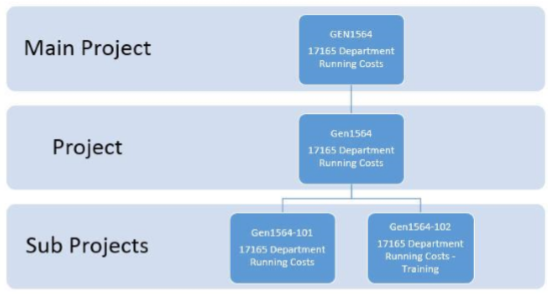 Main Project
GEN1564
17165 Department
Running Costs
Project
Gen1564
17165 Department
Running Costs
Sub Projects
Gen1564-101
17165 Department
Running Costs
Gen1564-102
17165 Department
Running Costs -
Training